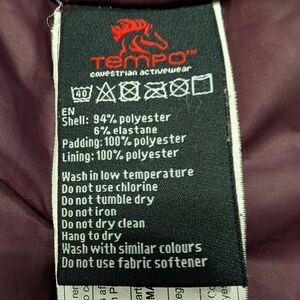 TEMPO™
equestrian activewear
40
EN
Shell: 94% polyester
6% elastane
Padding: 100% polyester
Lining: 100% polyester
Wash in low temperature
Do not use chlorine
Do not tumble dry
Do not iron
Do not dry clean
Hang to dry
Wash with similar colours
Do not use fabric softener